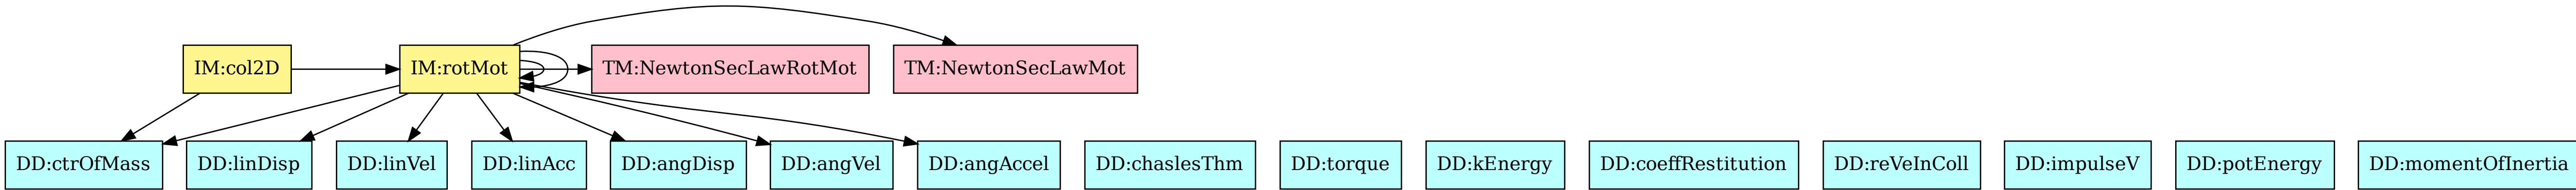 IM:col2D
IM:rotMot
TM:NewtonSecLawRotMot
TM:NewtonSecLawMot
DD:ctrOfMass
DD:linDisp
DD:linVel
DD:linAcc
DD:angDisp
DD:angVel
DD:angAccel
DD:chaslesThm
DD:torque
DD:kEnergy
DD:coeffRestitution
DD:reVeInColl
DD:impulseV
DD:potEnergy
DD:momentOfInertia